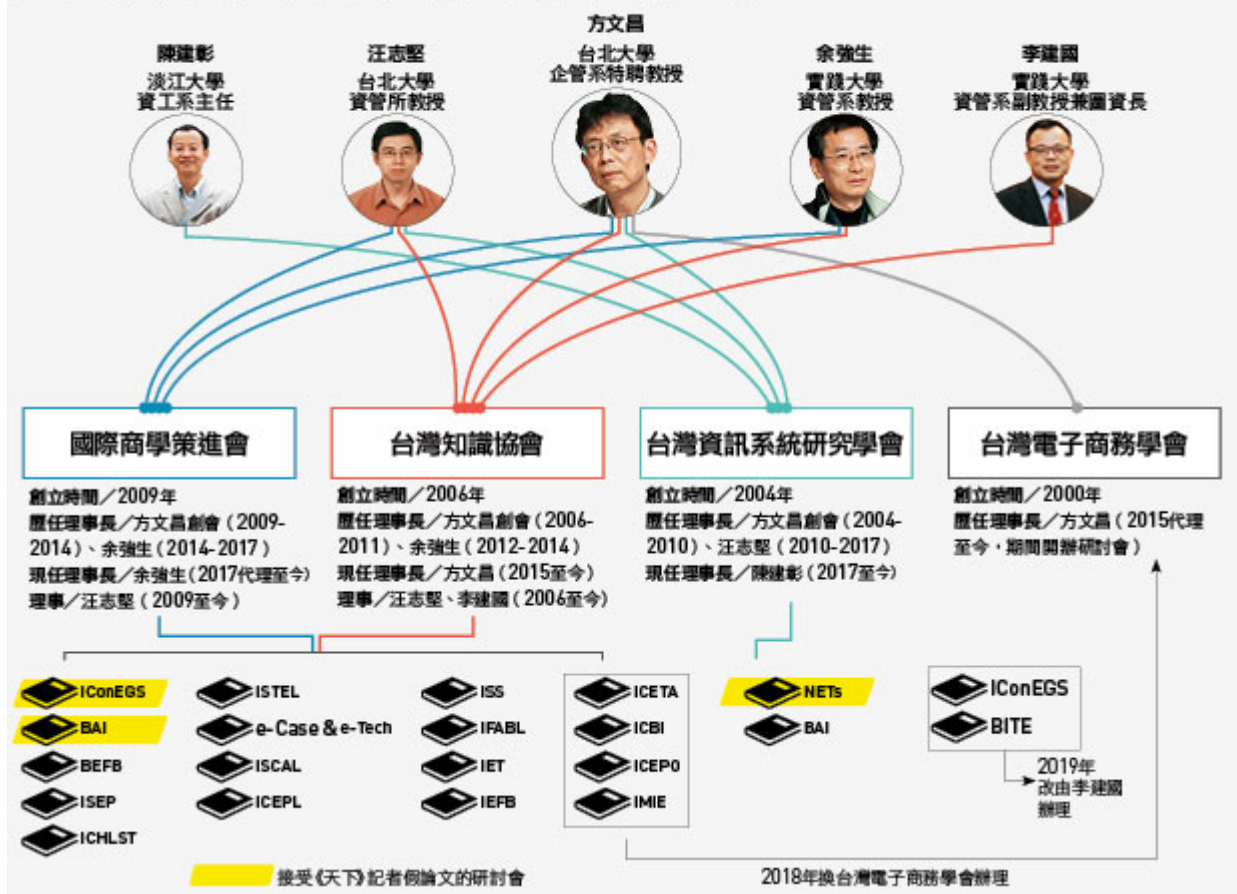 方文昌
台北大學
企管系特聘教授
陳建彰
淡江大學
資工系主任
汪志堅
台北大學
資管所教授
余強生
實踐大學
資管系教授
李建國
實踐大學
資管系副教授兼圖資長
國際商學策進會
創立時間／2009年
歷任理事長／方文昌創會（2009-
2014）、余強生（2014-2017）
現任理事長／余強生（2017代理至今）
理事／汪志堅（2009至今）
台灣知識協會
創立時間／2006年
歷任理事長／方文昌創會（2006-
2011）、余強生（2012-2014）
現任理事長／方文昌（2015至今）
理事／汪志堅、李建國（2006至今）
台灣資訊系統研究學會
創立時間／2004年
歷任理事長／方文昌創會（2004-
2010）、汪志堅（2010-2017）
現任理事長／陳建彰（2017至今）
台灣電子商務學會
創立時間／2000年
歷任理事長／方文昌（2015代理
至今，期間開辦研討會）
IConEGS
BAI
BEFB
ISEP
ICHLST
ISTEL
e-Case & e-Tech
ISCAL
ICEPL
ISS
IFABL
IET
IEFB
ICETA
ICBI
ICEPO
IMIE
NETs
BAI
IConEGS
BITE
2019年
改由李建國
辦理
接受《天下》記者假論文的研討會
2018年換台灣電子商務學會辦理